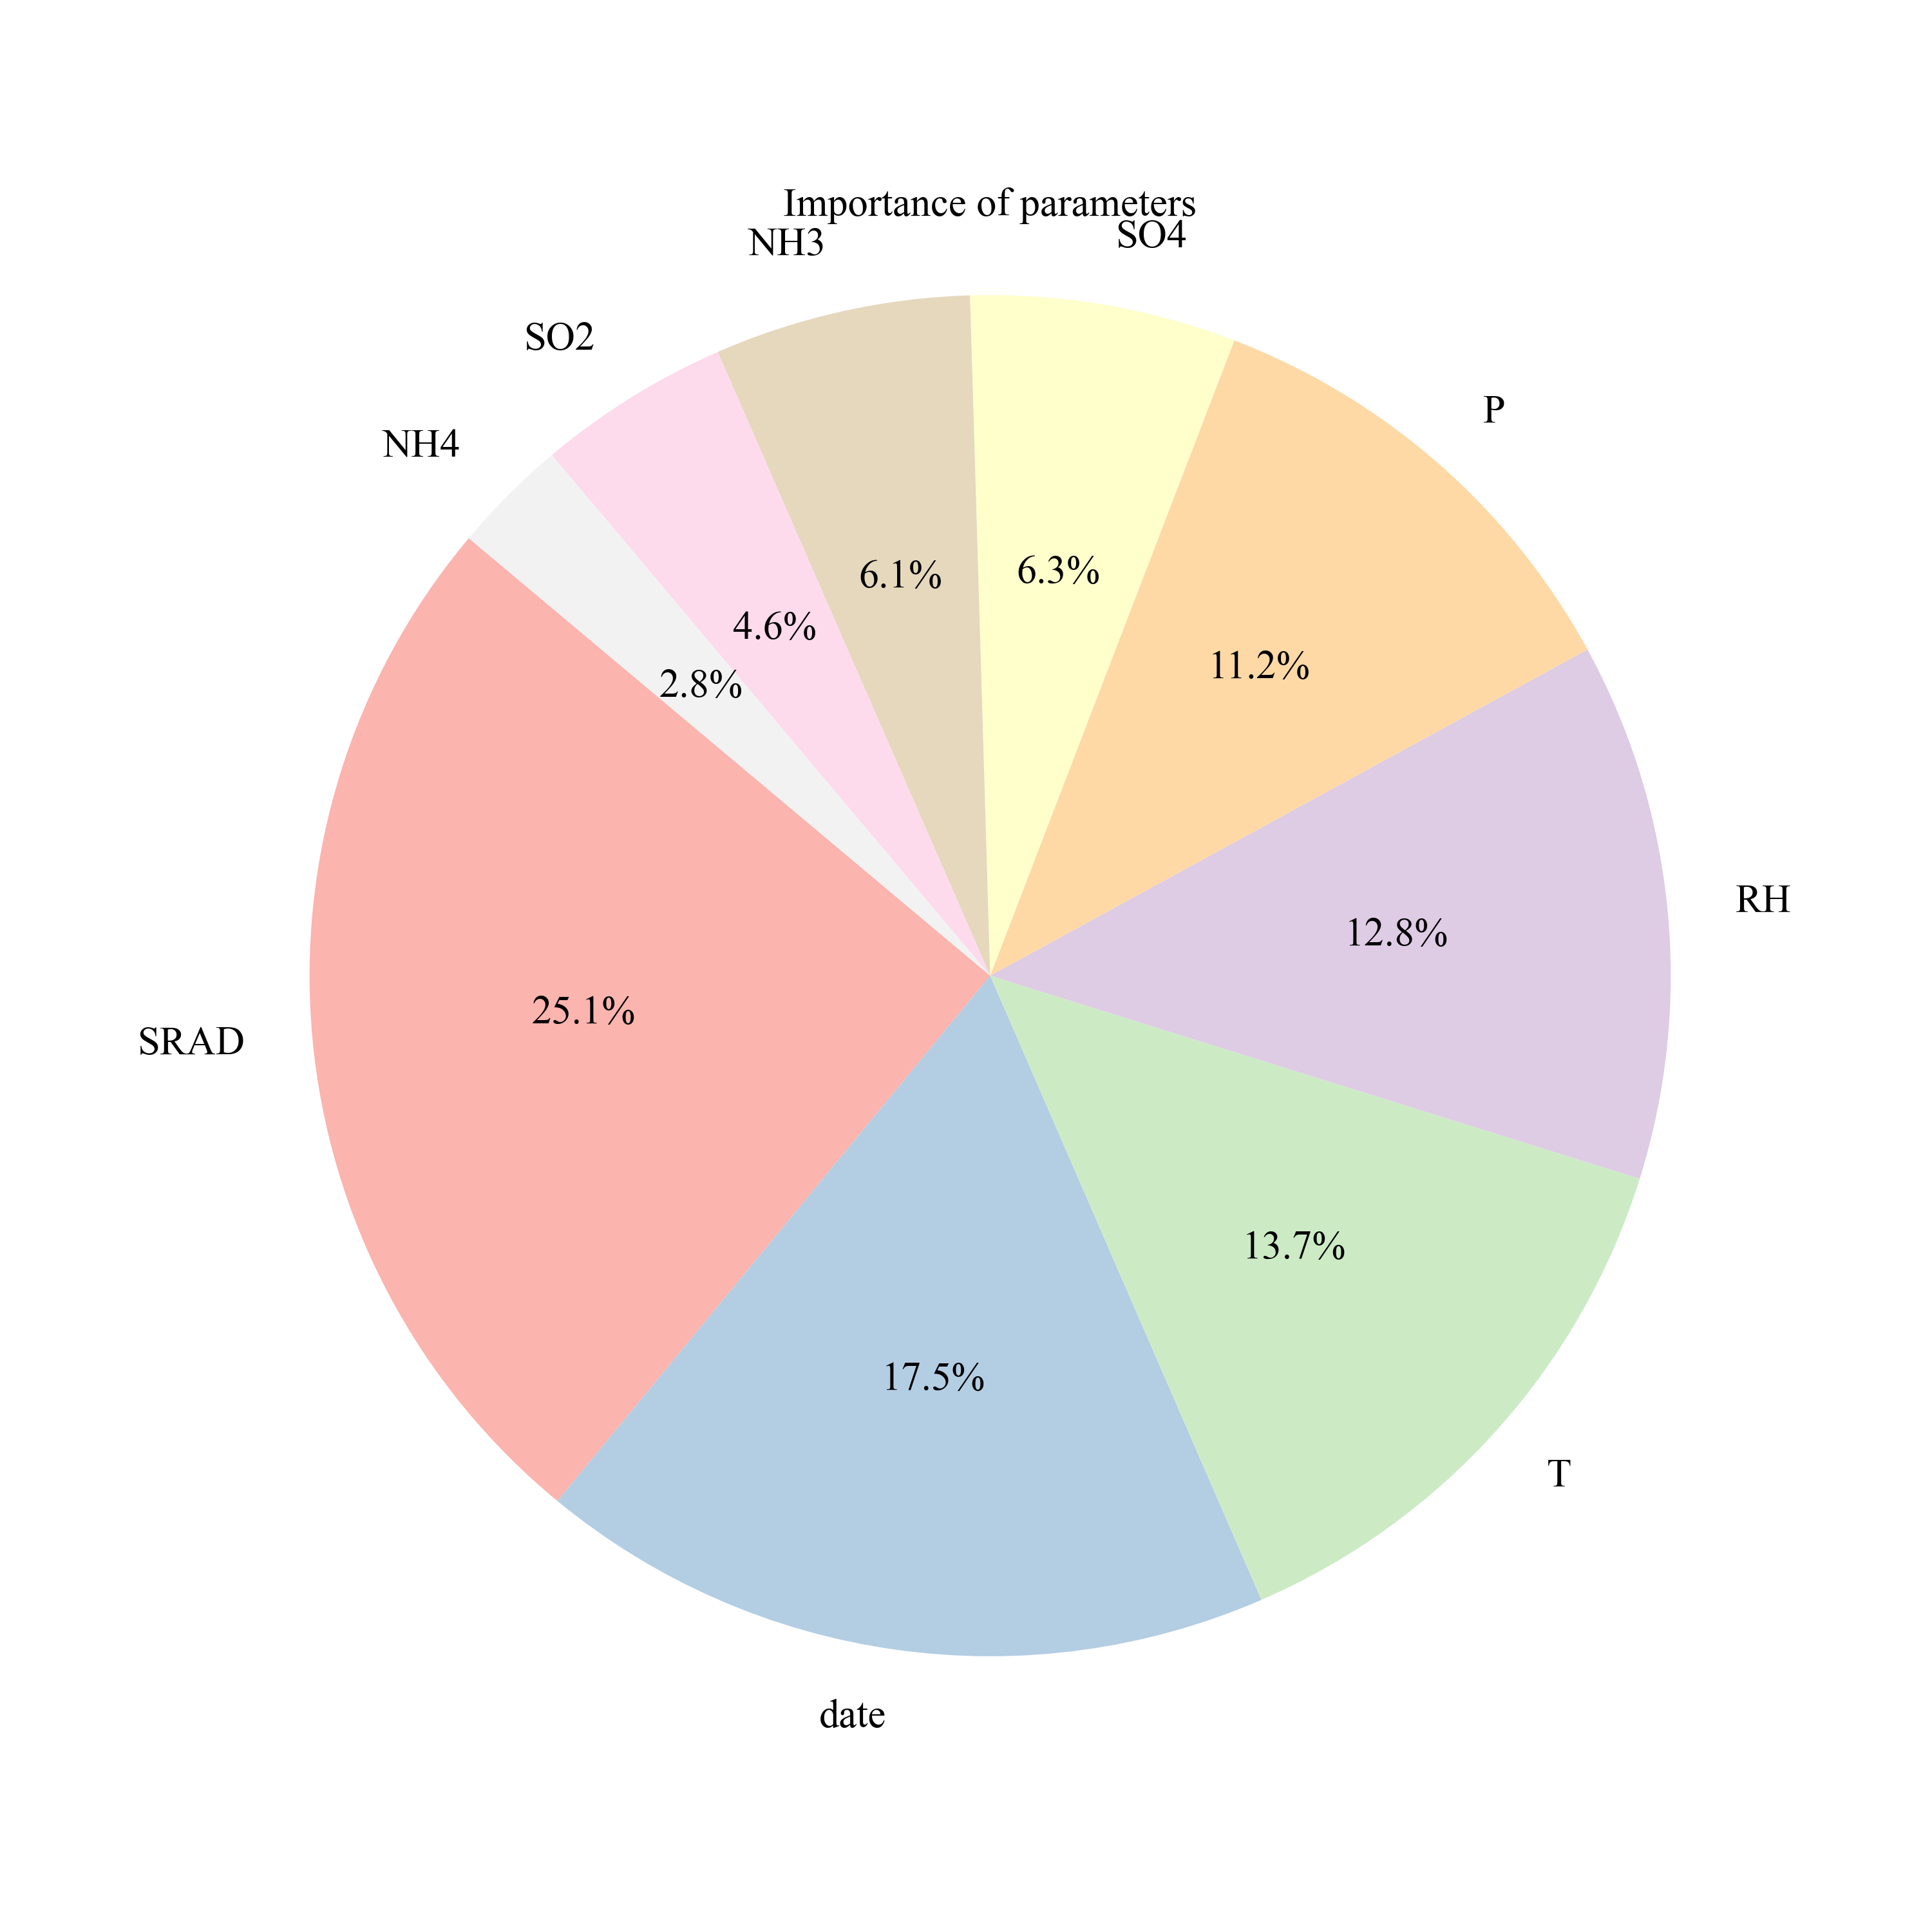 Importance of parameters
NH3
SO4
SO2
P
NH4
6.1%
6.3%
4.6%
11.2%
2.8%
RH
12.8%
25.1%
SRAD
13.7%
17.5%
T
date